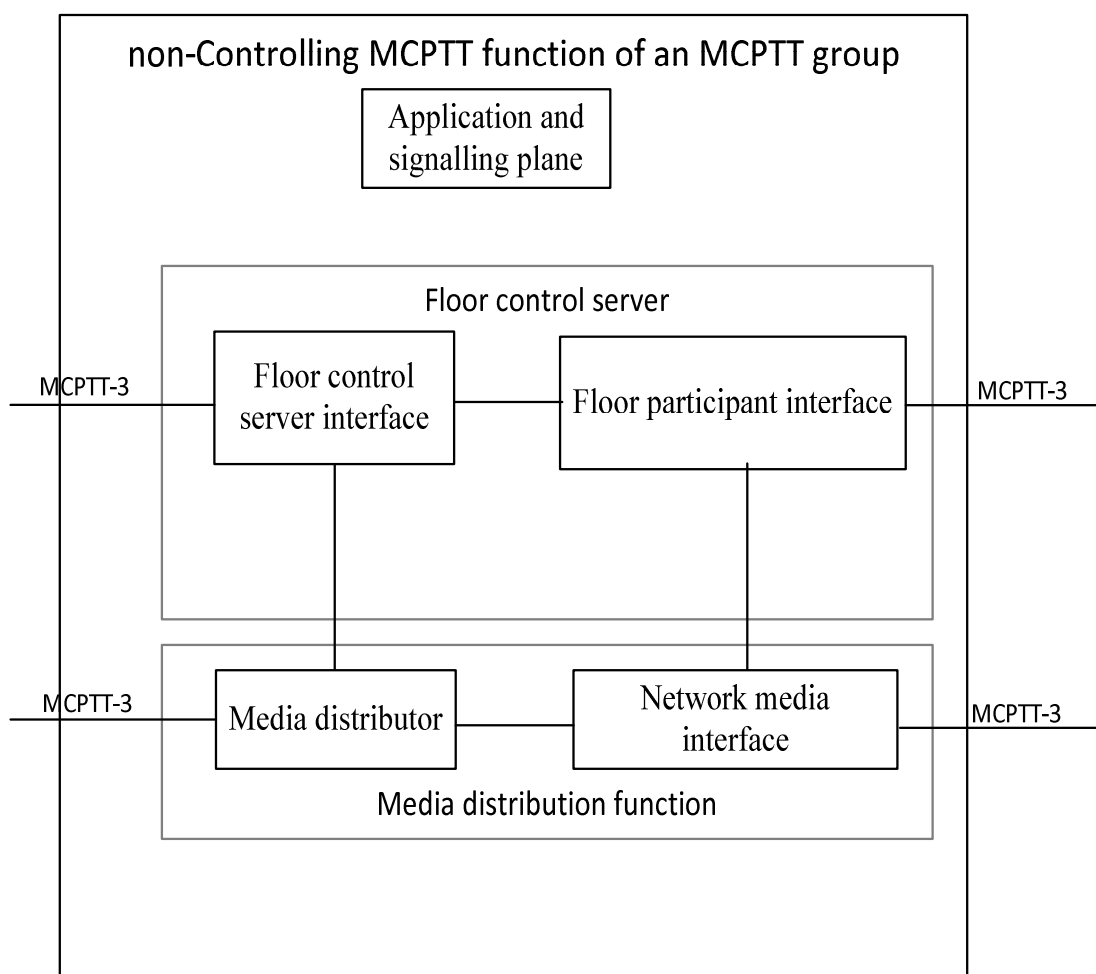 non-Controlling MCPTT function of an MCPTT group
Application and
signalling plane
Floor control server
Floor control
server interface
Floor participant interface
MCPTT-3
MCPTT-3
Media distributor
Network media
interface
MCPTT-3
MCPTT-3
Media distribution function